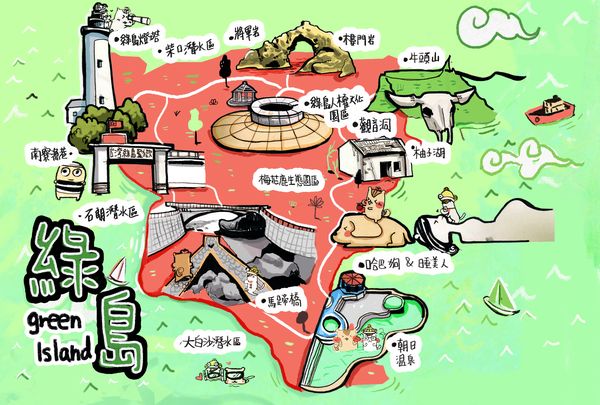 綠島燈塔
柴口潛水區
將軍岩
樓門岩
牛頭山
綠島人權文化
園區
觀音洞
柚子湖
南寮漁港
梅花鹿生態園區
石朗潛水區
哈巴狗 & 睡美人
馬蹄橋
朝日
溫泉
大白沙潛水區
綠島
green
Island